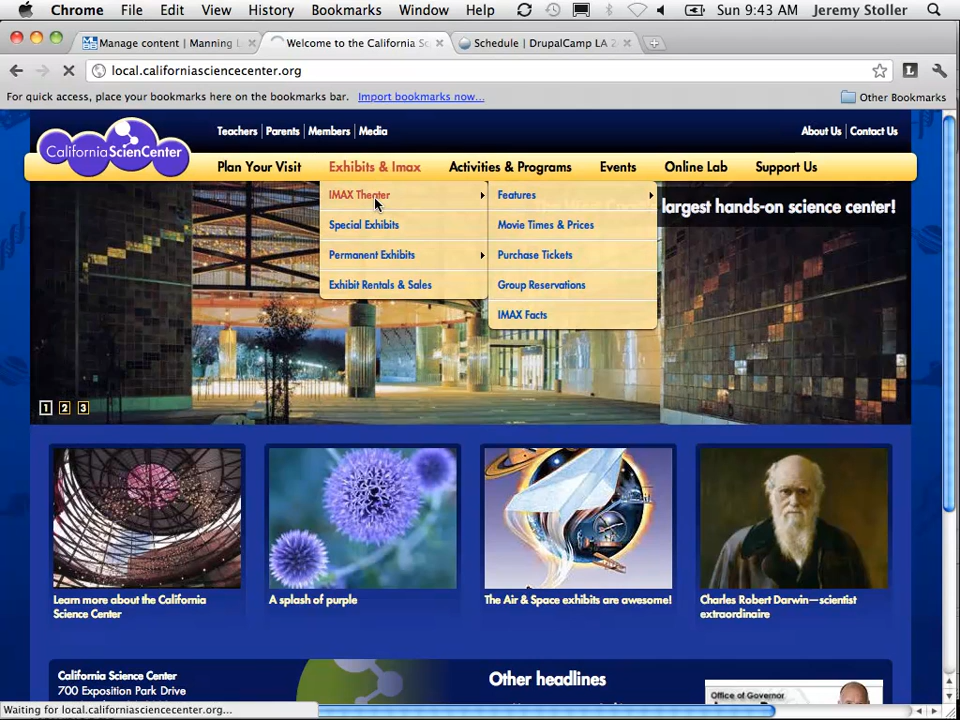 Chrome File Edit View History Bookmarks Window Help Sun 9:43 AM Jeremy Stoller
Manage content | Manning Welcome to the California Sc Schedule | DrupalCamp LA 2
local.californiasciencecenter.org
For quick access, place your bookmarks here on the bookmarks bar. Import bookmarks now... Other Bookmarks
Teachers Parents Members Media About Us Contact Us
CaliforniaScienCenter
Plan Your Visit Exhibits & Imax Activities & Programs Events Online Lab Support Us
IMAX Theater Features
largest hands-on science center!
Special Exhibits Movie Times & Prices
Permanent Exhibits Purchase Tickets
Exhibit Rentals & Sales Group Reservations
IMAX Facts
1 2 3
Learn more about the California
Science Center
A splash of purple
The Air & Space exhibits are awesome!
Charles Robert Darwin—scientist
extraordinaire
California Science Center
700 Exposition Park Drive
Other headlines
Office of Governor
Waiting for local.californiasciencecenter.org...